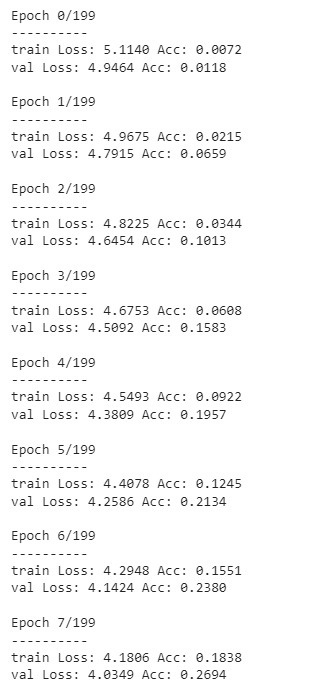 Epoch 0/199
----------
train Loss: 5.1140 Acc: 0.0072
val Loss: 4.9464 Acc: 0.0118

Epoch 1/199
----------
train Loss: 4.9675 Acc: 0.0215
val Loss: 4.7915 Acc: 0.0659

Epoch 2/199
----------
train Loss: 4.8225 Acc: 0.0344
val Loss: 4.6454 Acc: 0.1013

Epoch 3/199
----------
train Loss: 4.6753 Acc: 0.0608
val Loss: 4.5092 Acc: 0.1583

Epoch 4/199
----------
train Loss: 4.5493 Acc: 0.0922
val Loss: 4.3809 Acc: 0.1957

Epoch 5/199
----------
train Loss: 4.4078 Acc: 0.1245
val Loss: 4.2586 Acc: 0.2134

Epoch 6/199
----------
train Loss: 4.2948 Acc: 0.1551
val Loss: 4.1424 Acc: 0.2380

Epoch 7/199
----------
train Loss: 4.1806 Acc: 0.1838
val Loss: 4.0349 Acc: 0.2694